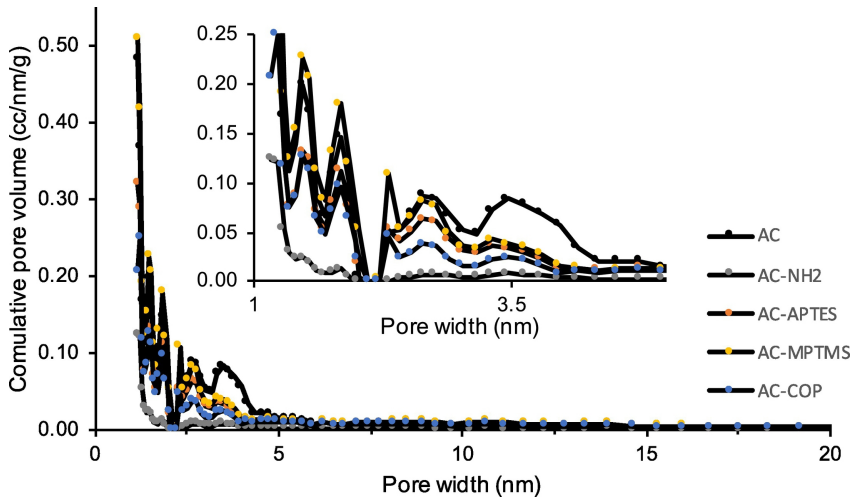 Comulative pore volume (cc/nm/g)
0.50
0.40
0.30
0.20
0.10
0.00
0
5
10
15
20
Pore width (nm)
0.25
0.20
0.15
0.10
0.05
0.00
1
3.5
Pore width (nm)
AC
AC-NH2
AC-APTES
AC-MPTMS
AC-COP